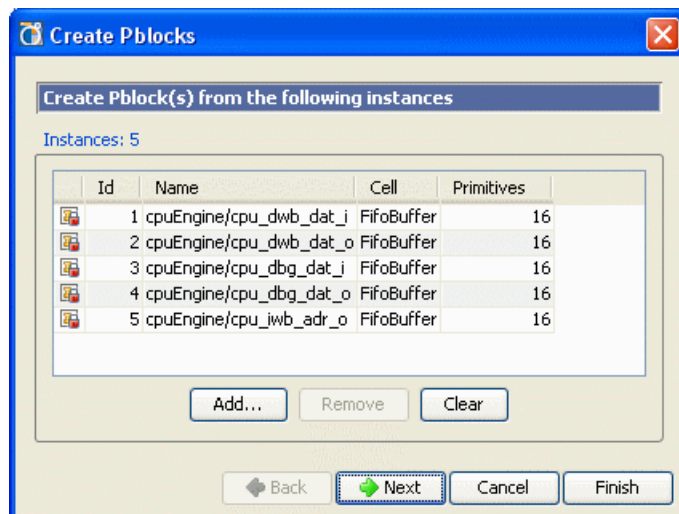 Create Pblocks
Create Pblock(s) from the following instances
Instances: 5
Id Name Cell Primitives
1 cpuEngine/cpu_dwb_dat_i FifoBuffer 16
2 cpuEngine/cpu_dwb_dat_o FifoBuffer 16
3 cpuEngine/cpu_dbg_dat_i FifoBuffer 16
4 cpuEngine/cpu_dbg_dat_o FifoBuffer 16
5 cpuEngine/cpu_iwb_adr_o FifoBuffer 16
Add... Remove Clear
Back Next Cancel Finish